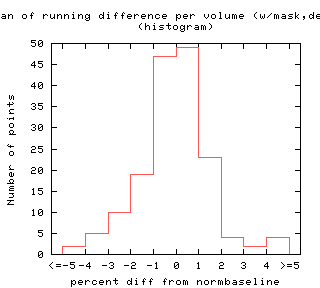 an of running difference per volume (w/mask,de
(histogram)
50
45
40
35
30
25
20
15
10
5
0
Number of points
<=-5 -4 -3 -2 -1 0 1 2 3 4 >=5
percent diff from normbaseline